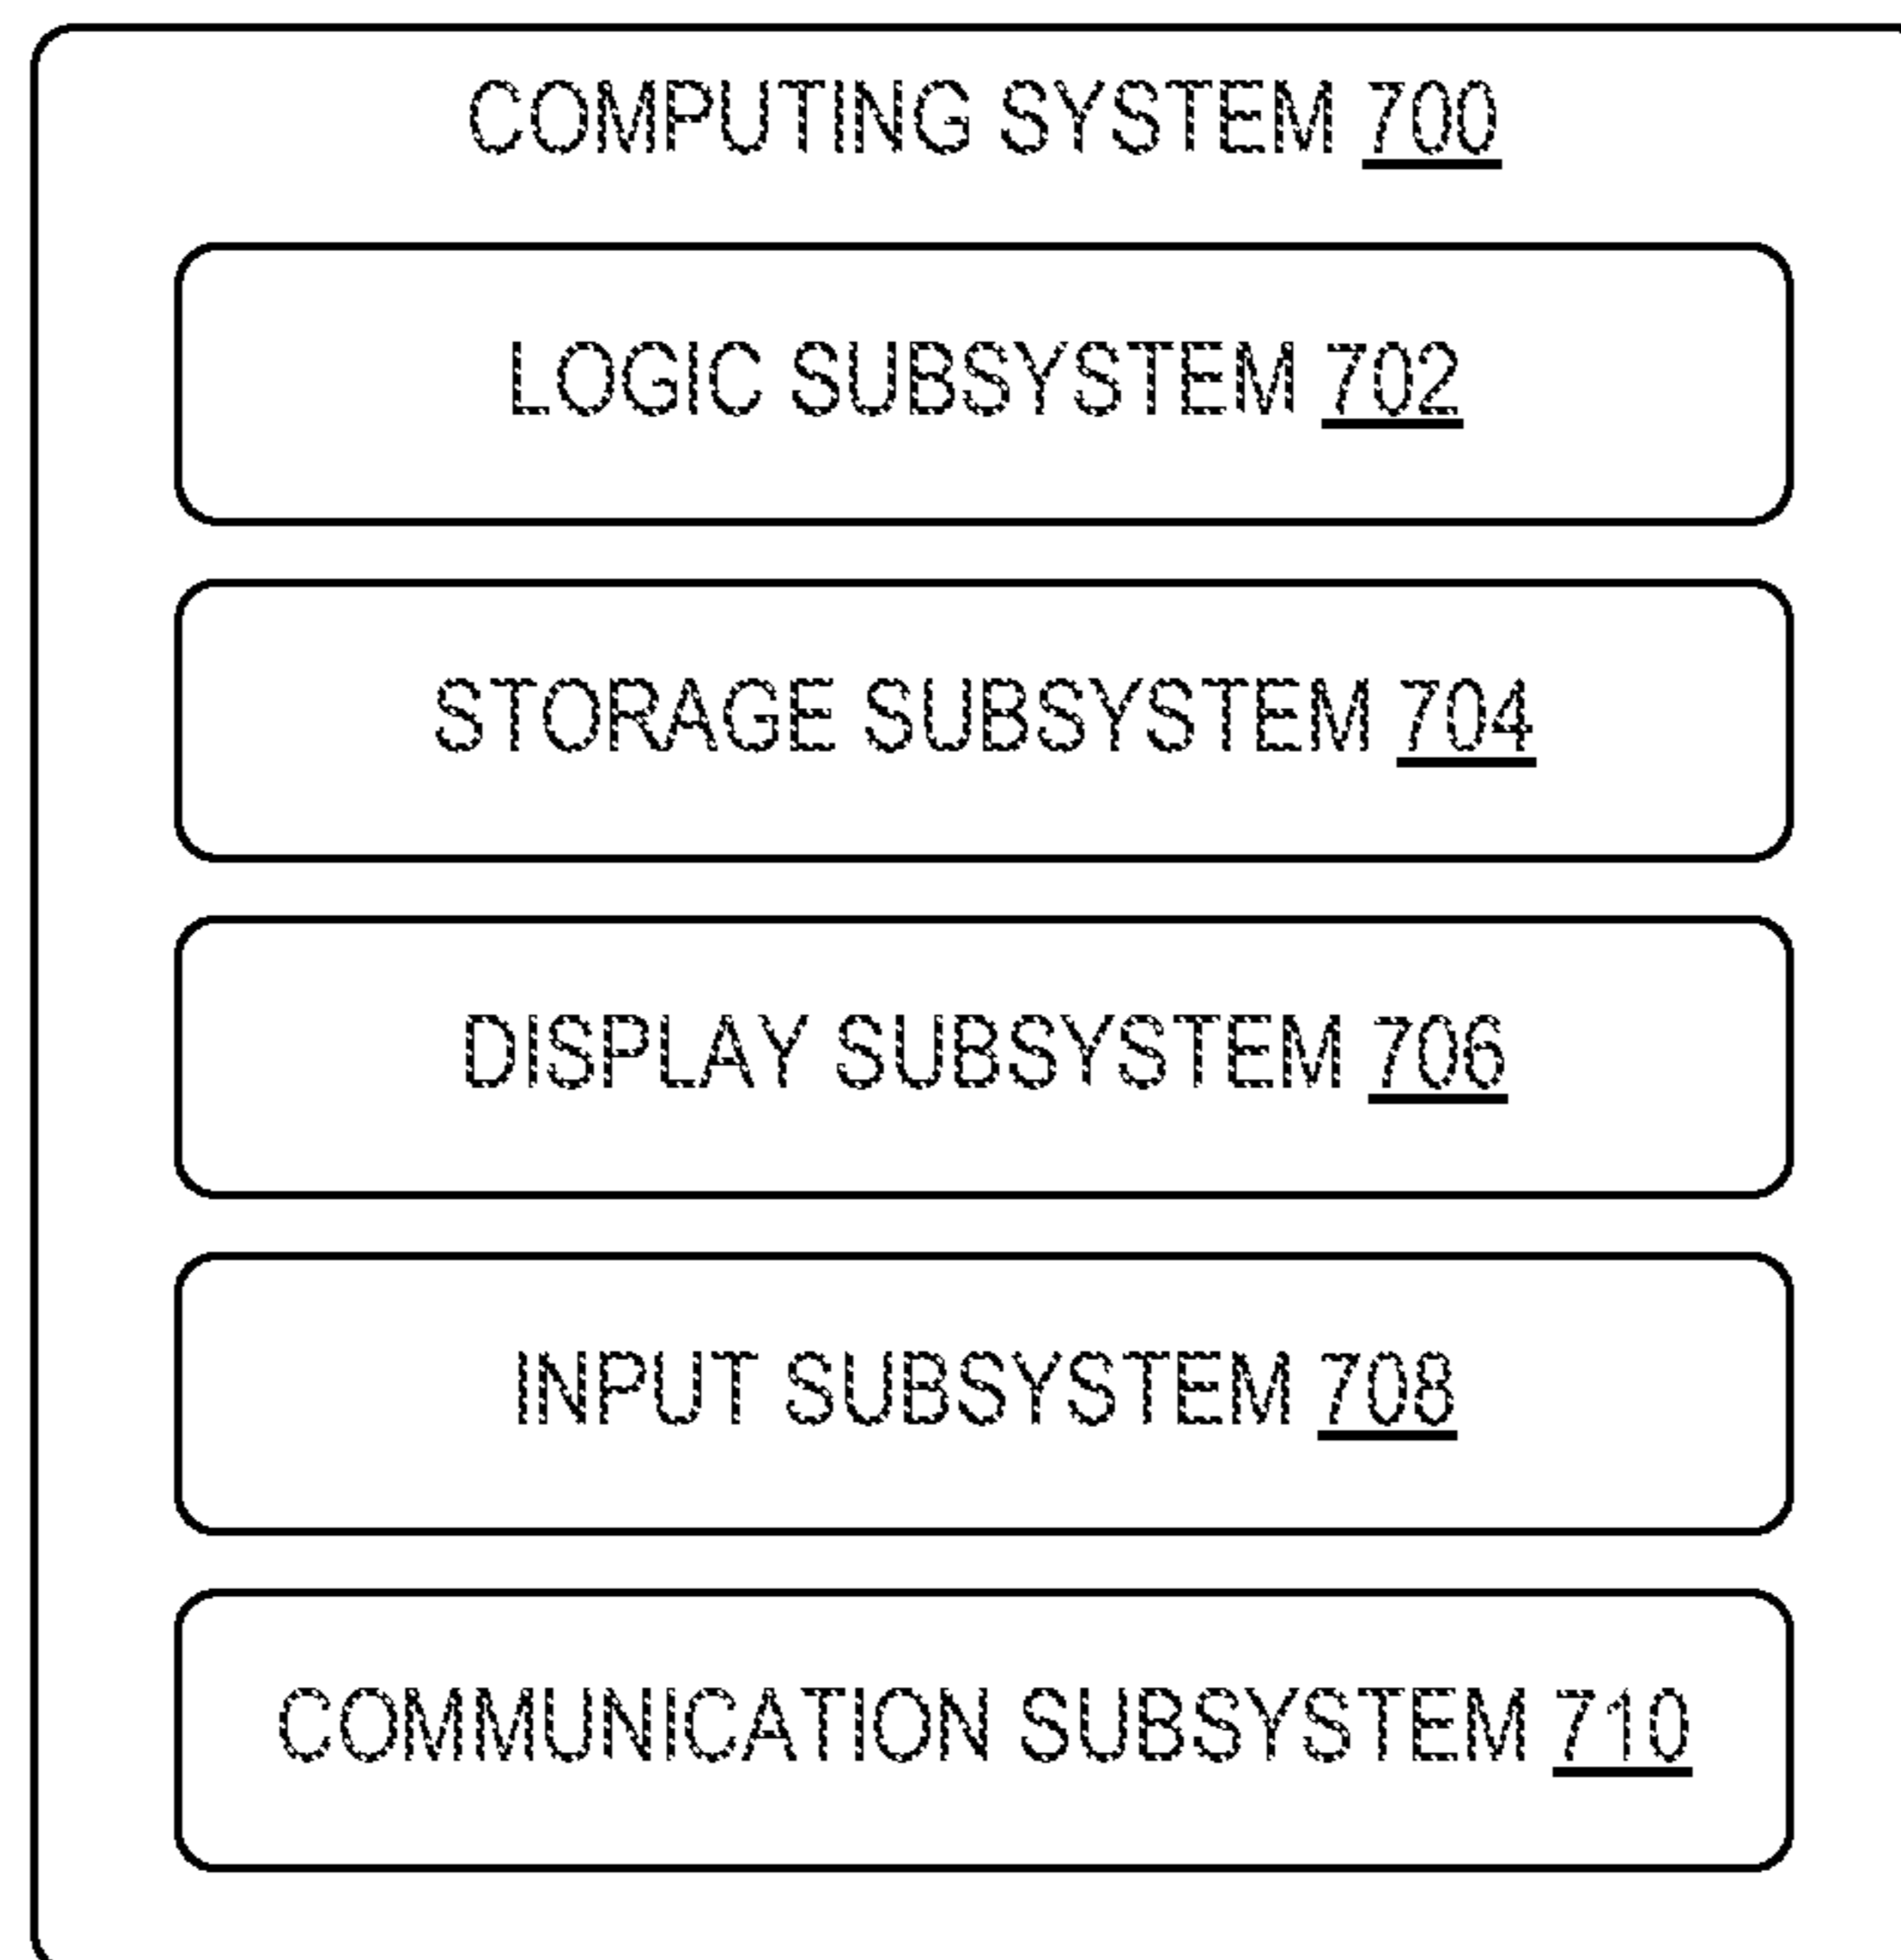 COMPUTING SYSTEM 700
LOGIC SUBSYSTEM 702
STORAGE SUBSYSTEM 704
DISPLAY SUBSYSTEM 706
INPUT SUBSYSTEM 708
COMMUNICATION SUBSYSTEM 710